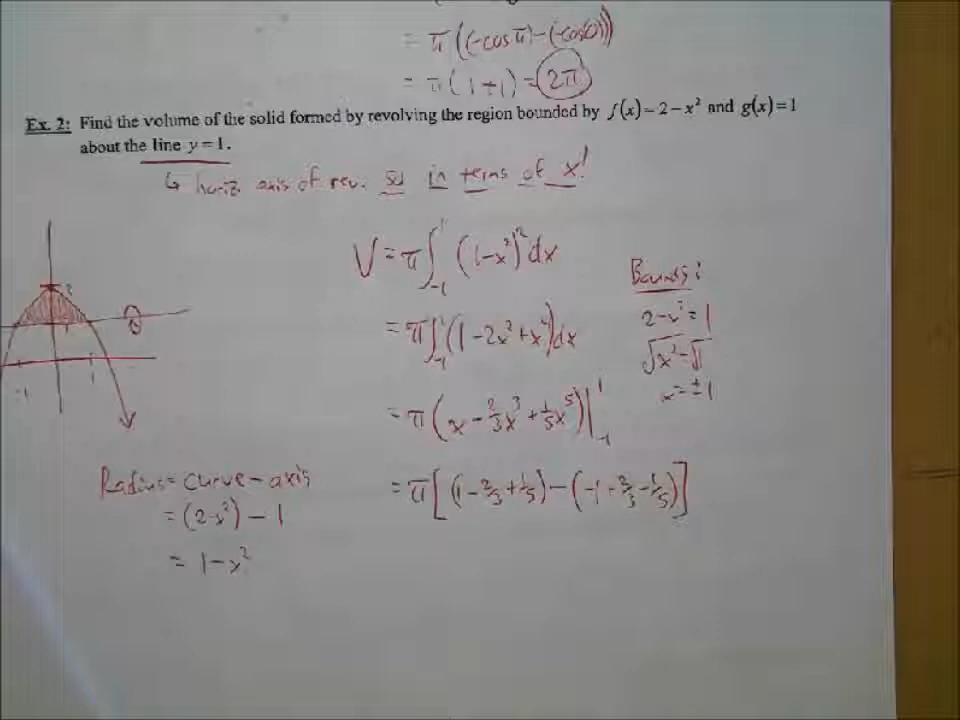 = π((-cos π) - (-cos 0))
= π(1+1) = 2π
Ex. 2: Find the volume of the solid formed by revolving the region bounded by f(x) = 2 − x² and g(x) = 1
about the line y = 1.
↳ horiz axis of rev. so in terms of x!
V = π∫₋₁¹ (1-x²)² dx
= π∫₋₁¹ (1 - 2x² + x⁴) dx
= π(x - 2/3 x³ + 1/5 x⁵)|₋₁¹
= π[(1 - 2/3 + 1/5) - (-1 + 2/3 - 1/5)]
Bounds:
2-x² = 1
√x² = √1
x = ±1
2
-1 1
Radius = curve - axis
= (2-x²) - 1
= 1-x²